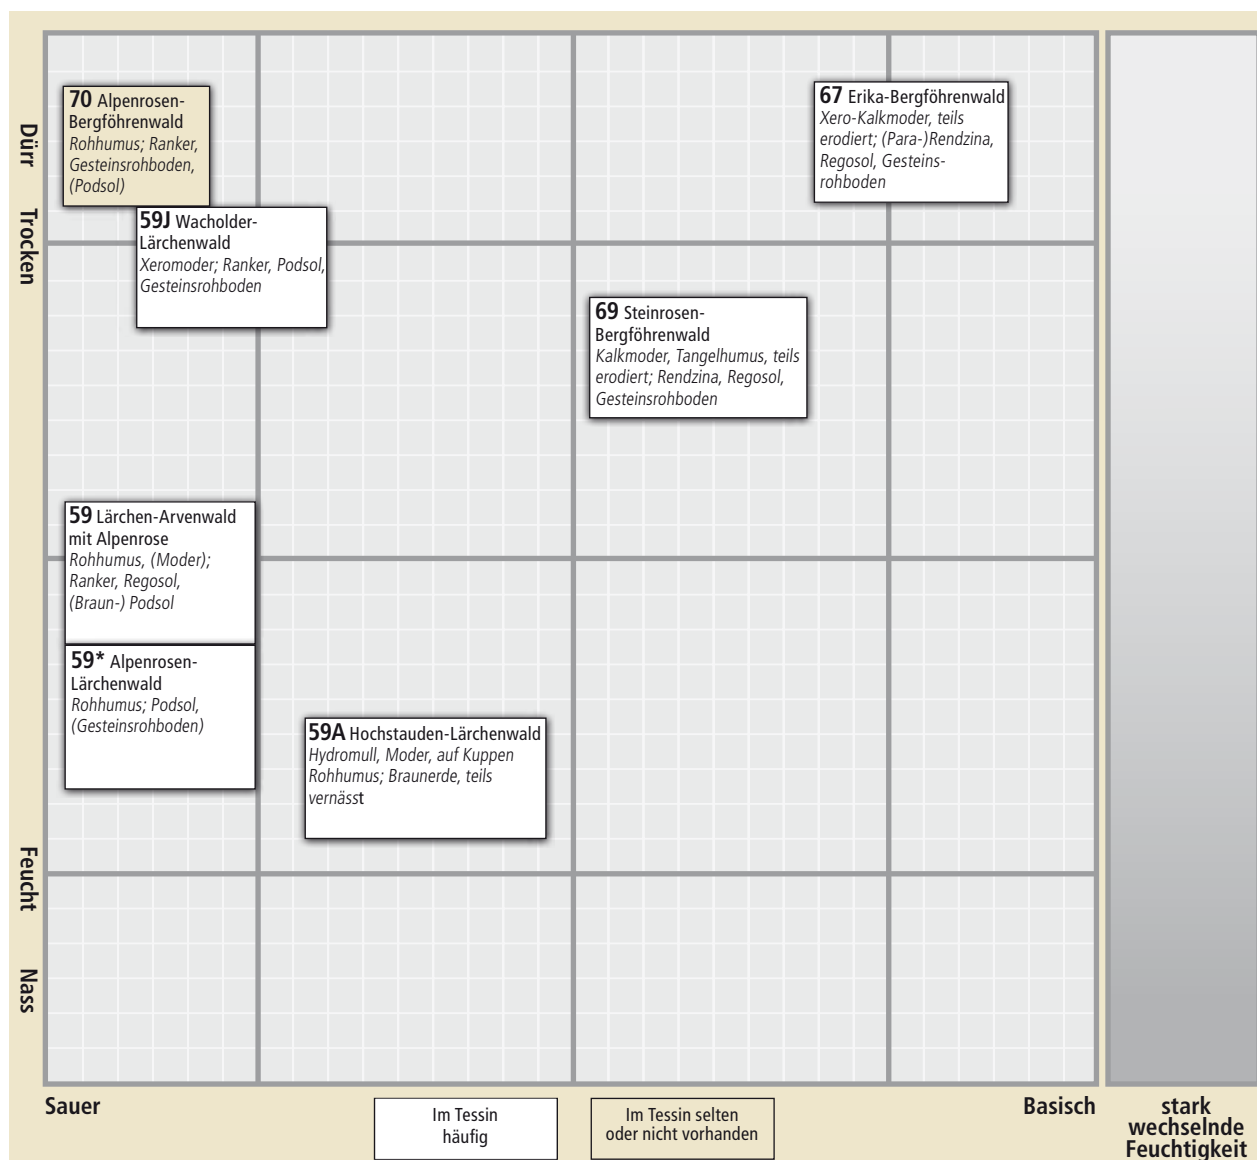 Dürr
Trocken
Feucht
Nass
70 Alpenrosen-
Bergföhrenwald
Rohhumus; Ranker,
Gesteinsrohboden,
(Podsol)
67 Erika-Bergföhrenwald
Xero-Kalkmoder, teils
erodiert; (Para-)Rendzina,
Regosol, Gesteins-
rohboden
59J Wacholder-
Lärchenwald
Xeromoder; Ranker, Podsol,
Gesteinsrohboden
69 Steinrosen-
Bergföhrenwald
Kalkmoder, Tangelhumus, teils
erodiert; Rendzina, Regosol,
Gesteinsrohboden
59 Lärchen-Arvenwald
mit Alpenrose
Rohhumus, (Moder);
Ranker, Regosol,
(Braun-) Podsol
59* Alpenrosen-
Lärchenwald
Rohhumus; Podsol,
(Gesteinsrohboden)
59A Hochstauden-Lärchenwald
Hydromull, Moder, auf Kuppen
Rohhumus; Braunerde, teils
vernässt
Sauer
Basisch
stark
wechselnde
Feuchtigkeit
Im Tessin
häufig
Im Tessin selten
oder nicht vorhanden